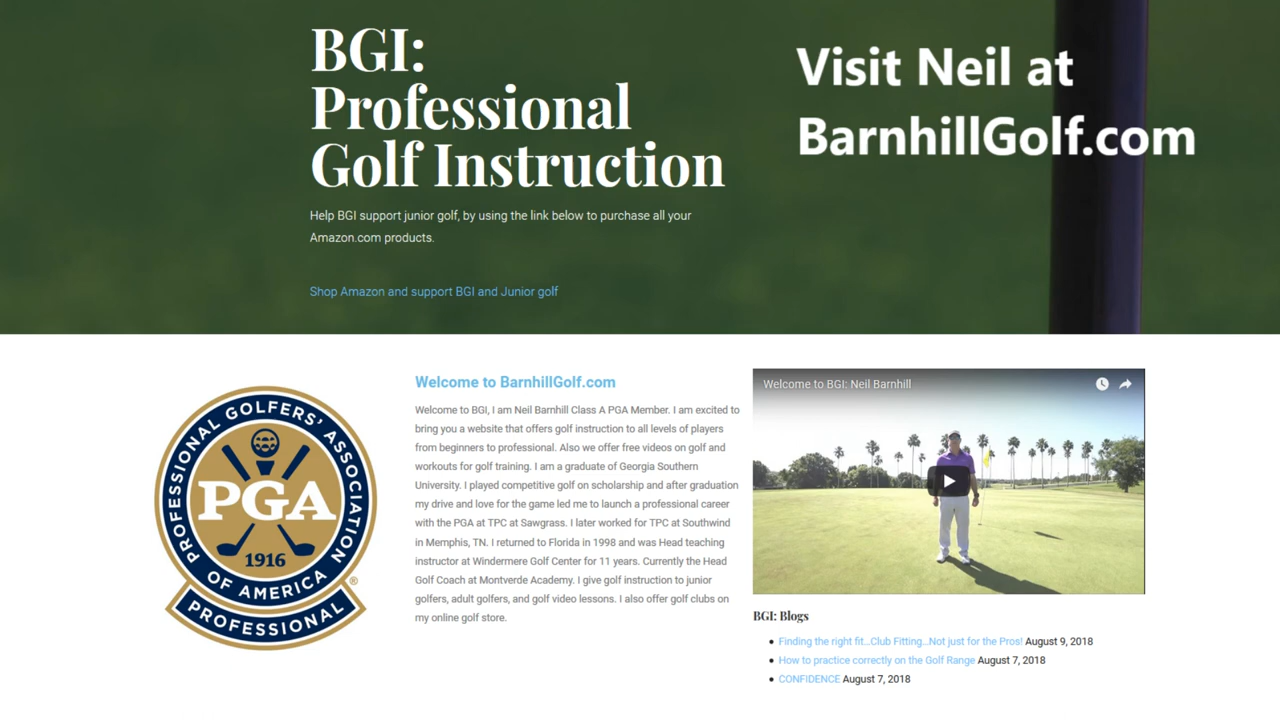 BGI:
Professional
Golf Instruction
Help BGI support junior golf, by using the link below to purchase all your
Amazon.com products.
Shop Amazon and support BGI and Junior golf
Visit Neil at
BarnhillGolf.com
PROFESSIONAL GOLFERS' ASSOCIATION
PGA
1916
OF AMERICA
®
PROFESSIONAL
Welcome to BarnhillGolf.com
Welcome to BGI, I am Neil Barnhill Class A PGA Member. I am excited to
bring you a website that offers golf instruction to all levels of players
from beginners to professional. Also we offer free videos on golf and
workouts for golf training. I am a graduate of Georgia Southern
University. I played competitive golf on scholarship and after graduation
my drive and love for the game led me to launch a professional career
with the PGA at TPC at Sawgrass. I later worked for TPC at Southwind
in Memphis, TN. I returned to Florida in 1998 and was Head teaching
instructor at Windermere Golf Center for 11 years. Currently the Head
Golf Coach at Montverde Academy. I give golf instruction to junior
golfers, adult golfers, and golf video lessons. I also offer golf clubs on
my online golf store.
Welcome to BGI: Neil Barnhill
BGI: Blogs
Finding the right fit…Club Fitting…Not just for the Pros! August 9, 2018
How to practice correctly on the Golf Range August 7, 2018
CONFIDENCE August 7, 2018